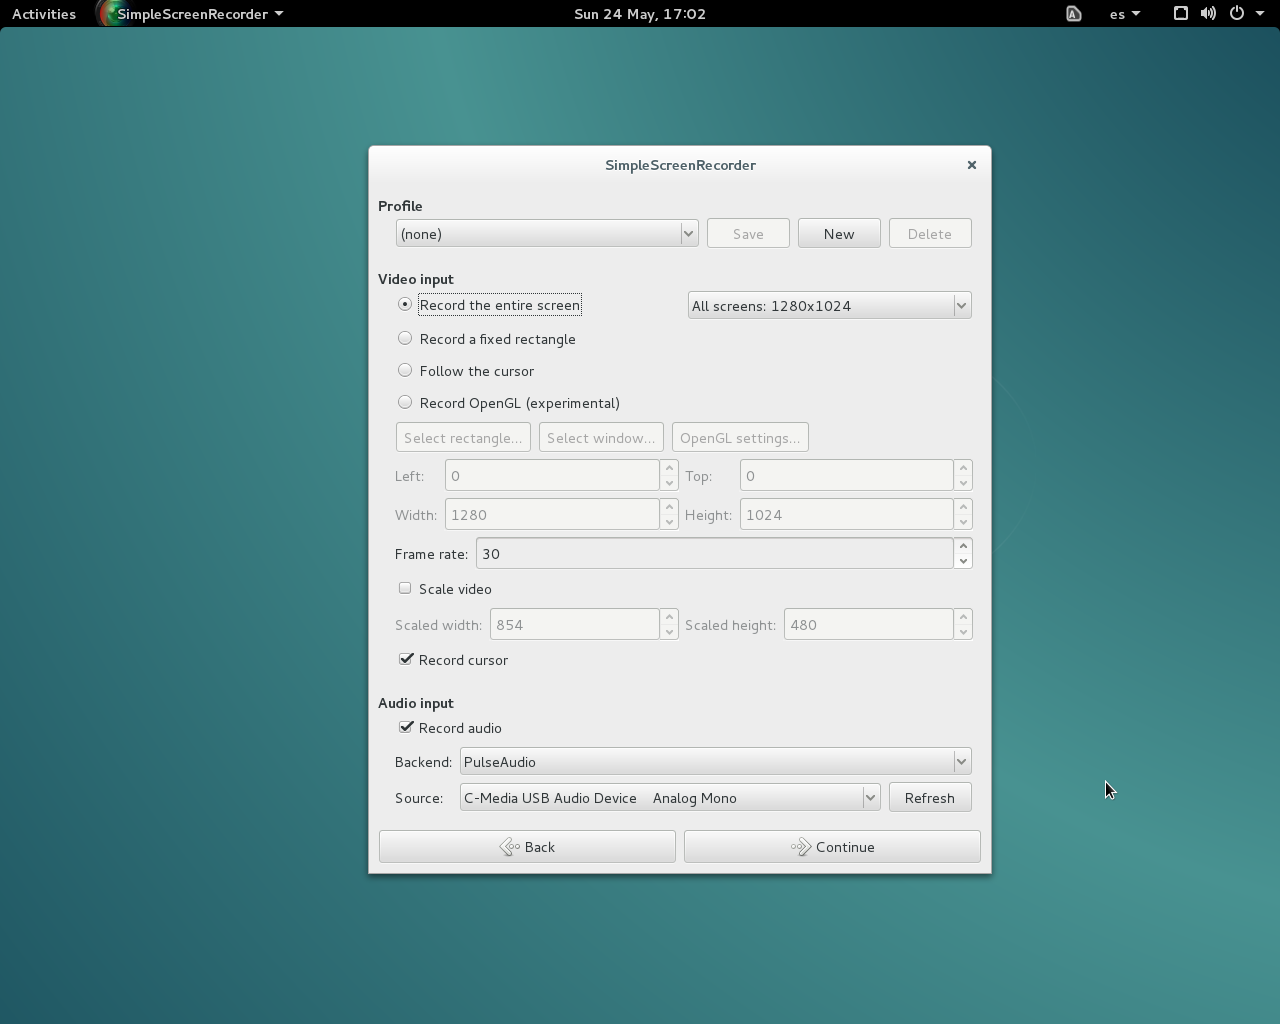 Activities SimpleScreenRecorder Sun 24 May, 17:02 A es
SimpleScreenRecorder
Profile
(none) Save New Delete
Video input
Record the entire screen All screens: 1280x1024
Record a fixed rectangle
Follow the cursor
Record OpenGL (experimental)
Select rectangle... Select window... OpenGL settings...
Left: 0 Top: 0
Width: 1280 Height: 1024
Frame rate: 30
Scale video
Scaled width: 854 Scaled height: 480
Record cursor
Audio input
Record audio
Backend: PulseAudio
Source: C-Media USB Audio Device Analog Mono Refresh
Back Continue